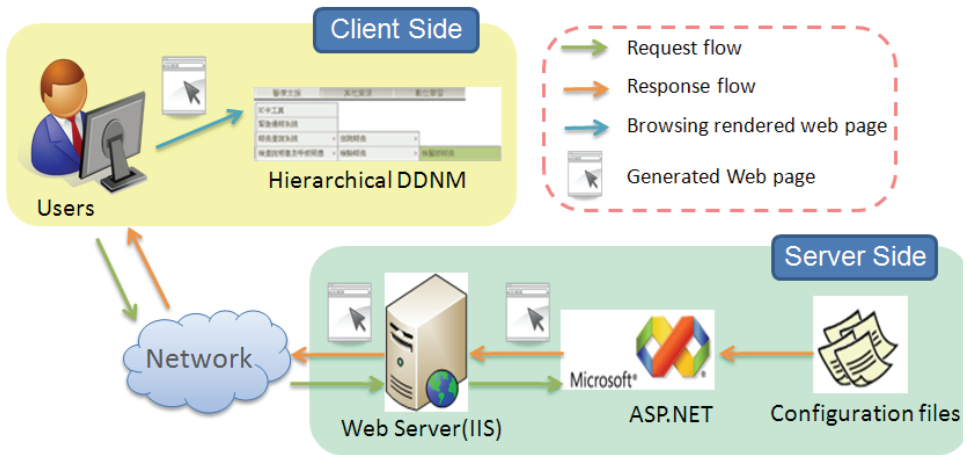 Client Side
Request flow
Response flow
Browsing rendered web page
Generated Web page
Hierarchical DDNM
Users
Server Side
Network
Microsoft®
Web Server(IIS)
ASP.NET
Configuration files